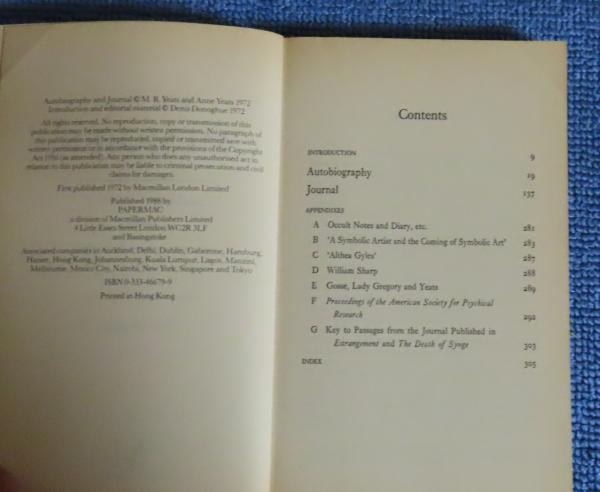 Autobiography and Journal © M. B. Yeats and Anne Yeats 1972
Introduction and editorial material © Denis Donoghue 1972
All rights reserved. No reproduction, copy or transmission of this
publication may be made without written permission. No paragraph of
this publication may be reproduced, copied or transmitted save with
written permission or in accordance with the provisions of the Copyright
Act 1956 (as amended). Any person who does any unauthorised act in
relation to this publication may be liable to criminal prosecution and civil
claims for damages.
First published 1972 by Macmillan London Limited
Published 1988 by
PAPERMAC
a division of Macmillan Publishers Limited
4 Little Essex Street London WC2R 3LF
and Basingstoke
Associated companies in Auckland, Delhi, Dublin, Gaborone, Hamburg,
Harare, Hong Kong, Johannesburg, Kuala Lumpur, Lagos, Manzini,
Melbourne, Mexico City, Nairobi, New York, Singapore and Tokyo
ISBN 0-333-46679-9
Printed in Hong Kong
Contents
INTRODUCTION 9
Autobiography 19
Journal 137
APPENDIXES
A Occult Notes and Diary, etc. 281
B 'A Symbolic Artist and the Coming of Symbolic Art' 283
C 'Althea Gyles' 287
D William Sharp 288
E Gosse, Lady Gregory and Yeats 289
F Proceedings of the American Society for Psychical
Research 292
G Key to Passages from the Journal Published in
Estrangement and The Death of Synge 303
INDEX 305